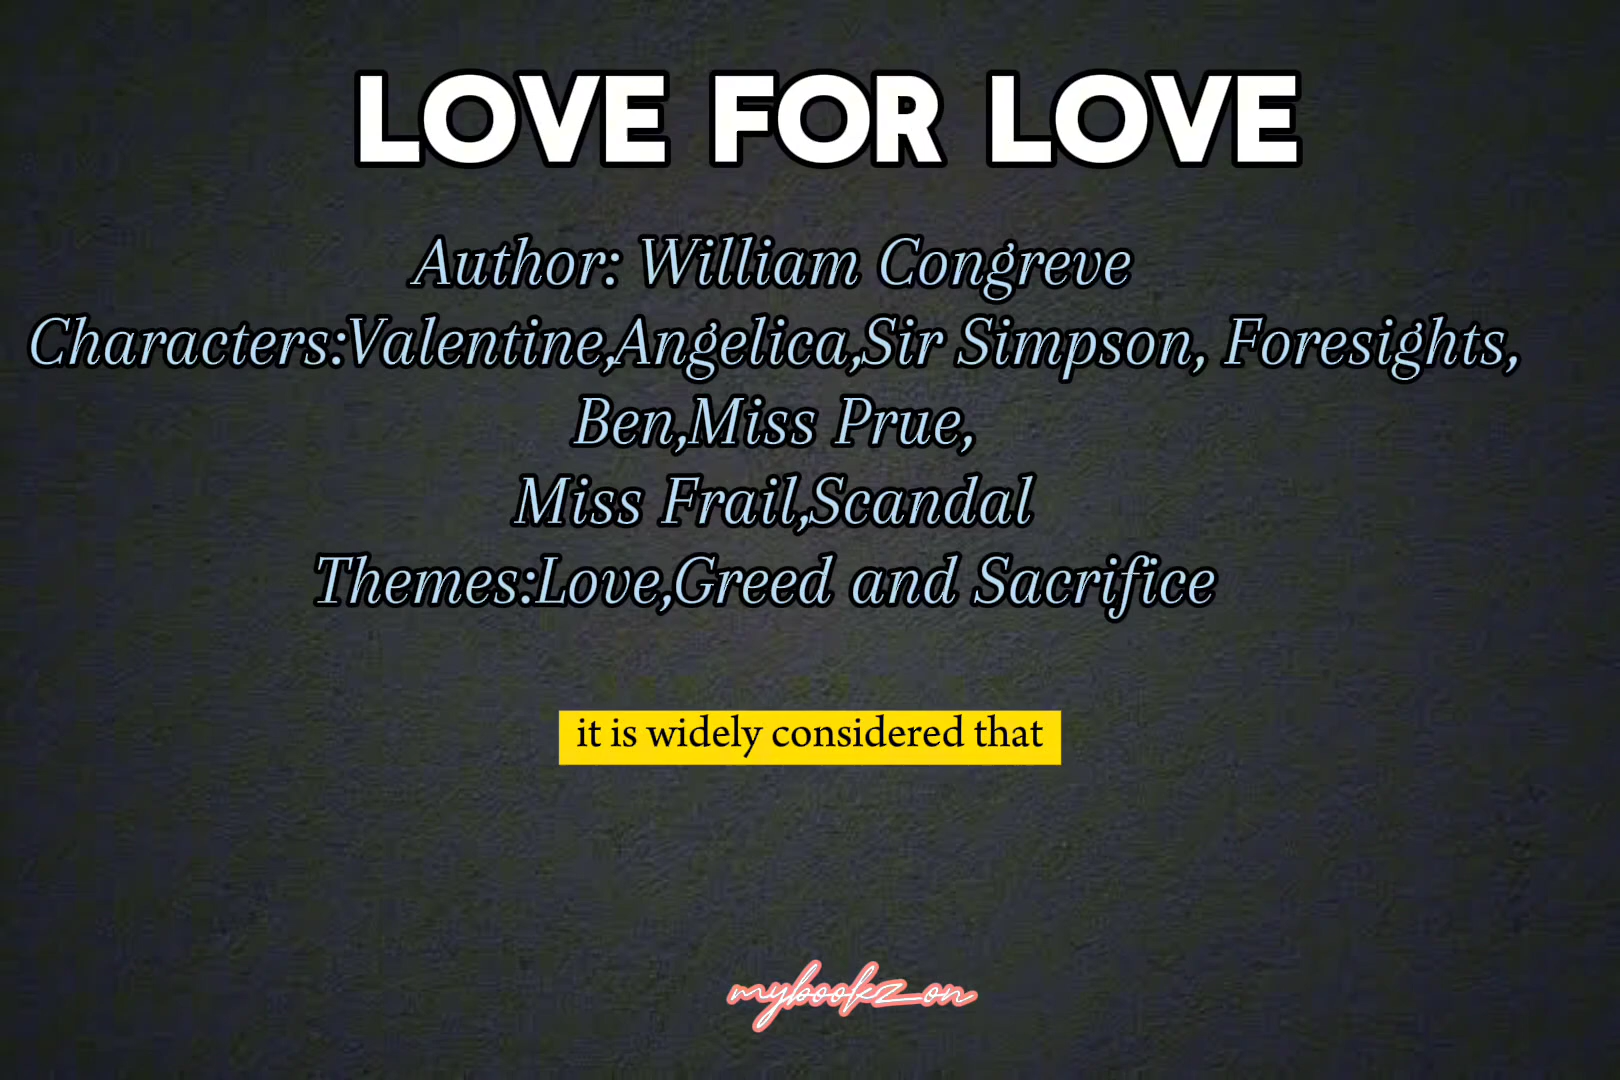 LOVE FOR LOVE
Author: William Congreve
Characters:Valentine,Angelica,Sir Simpson, Foresights,
Ben,Miss Prue,
Miss Frail,Scandal
Themes:Love,Greed and Sacrifice
it is widely considered that
mybookz_on